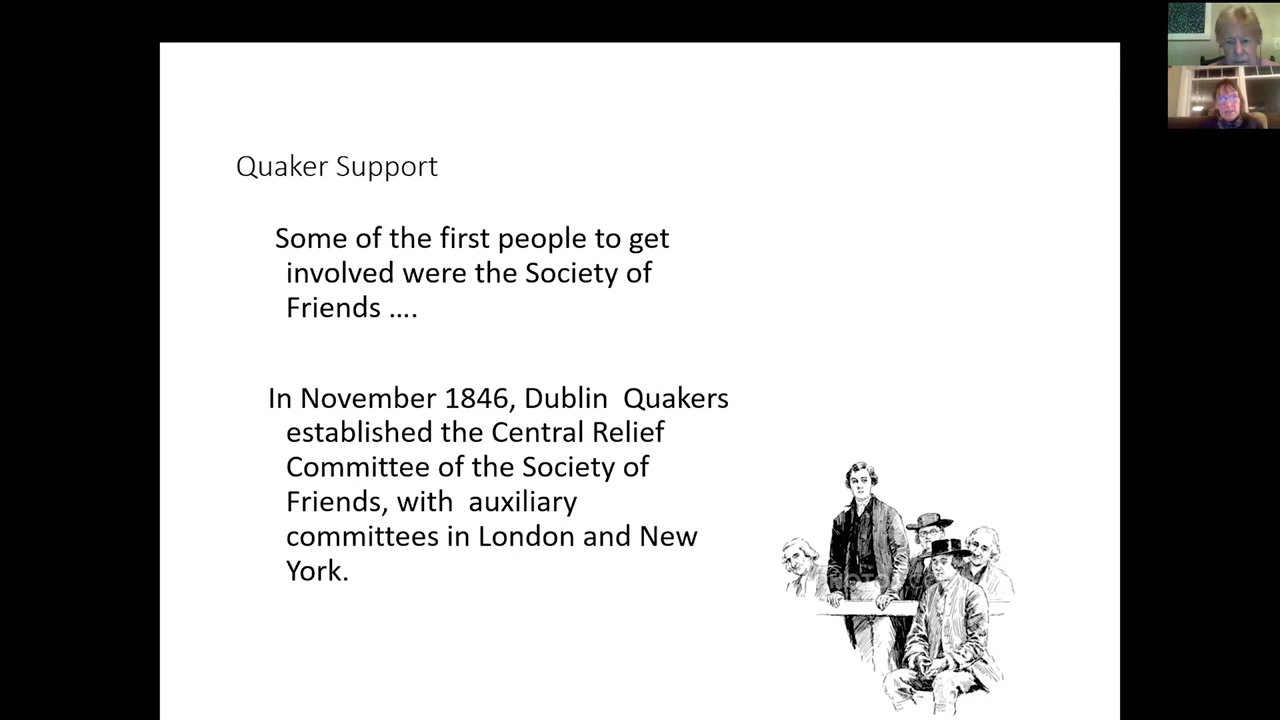 Quaker Support
Some of the first people to get
involved were the Society of
Friends ....
In November 1846, Dublin  Quakers
established the Central Relief
Committee of the Society of
Friends, with  auxiliary
committees in London and New
York.